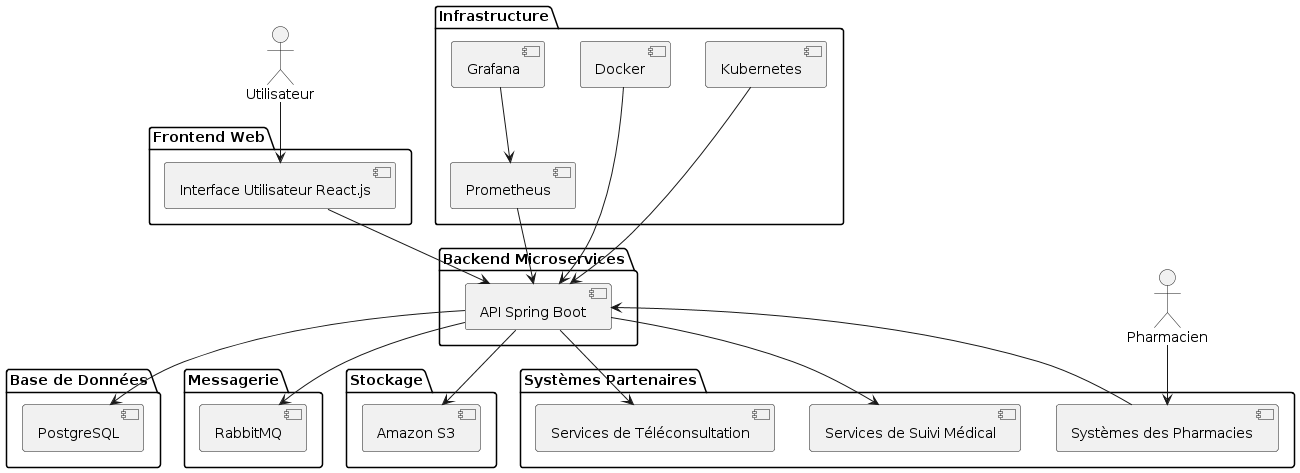 Infrastructure
Grafana
Docker
Kubernetes
Utilisateur
Frontend Web
Interface Utilisateur React.js
Prometheus
Backend Microservices
API Spring Boot
Pharmacien
Base de Données
Messagerie
Stockage
Systèmes Partenaires
PostgreSQL
RabbitMQ
Amazon S3
Services de Téléconsultation
Services de Suivi Médical
Systèmes des Pharmacies